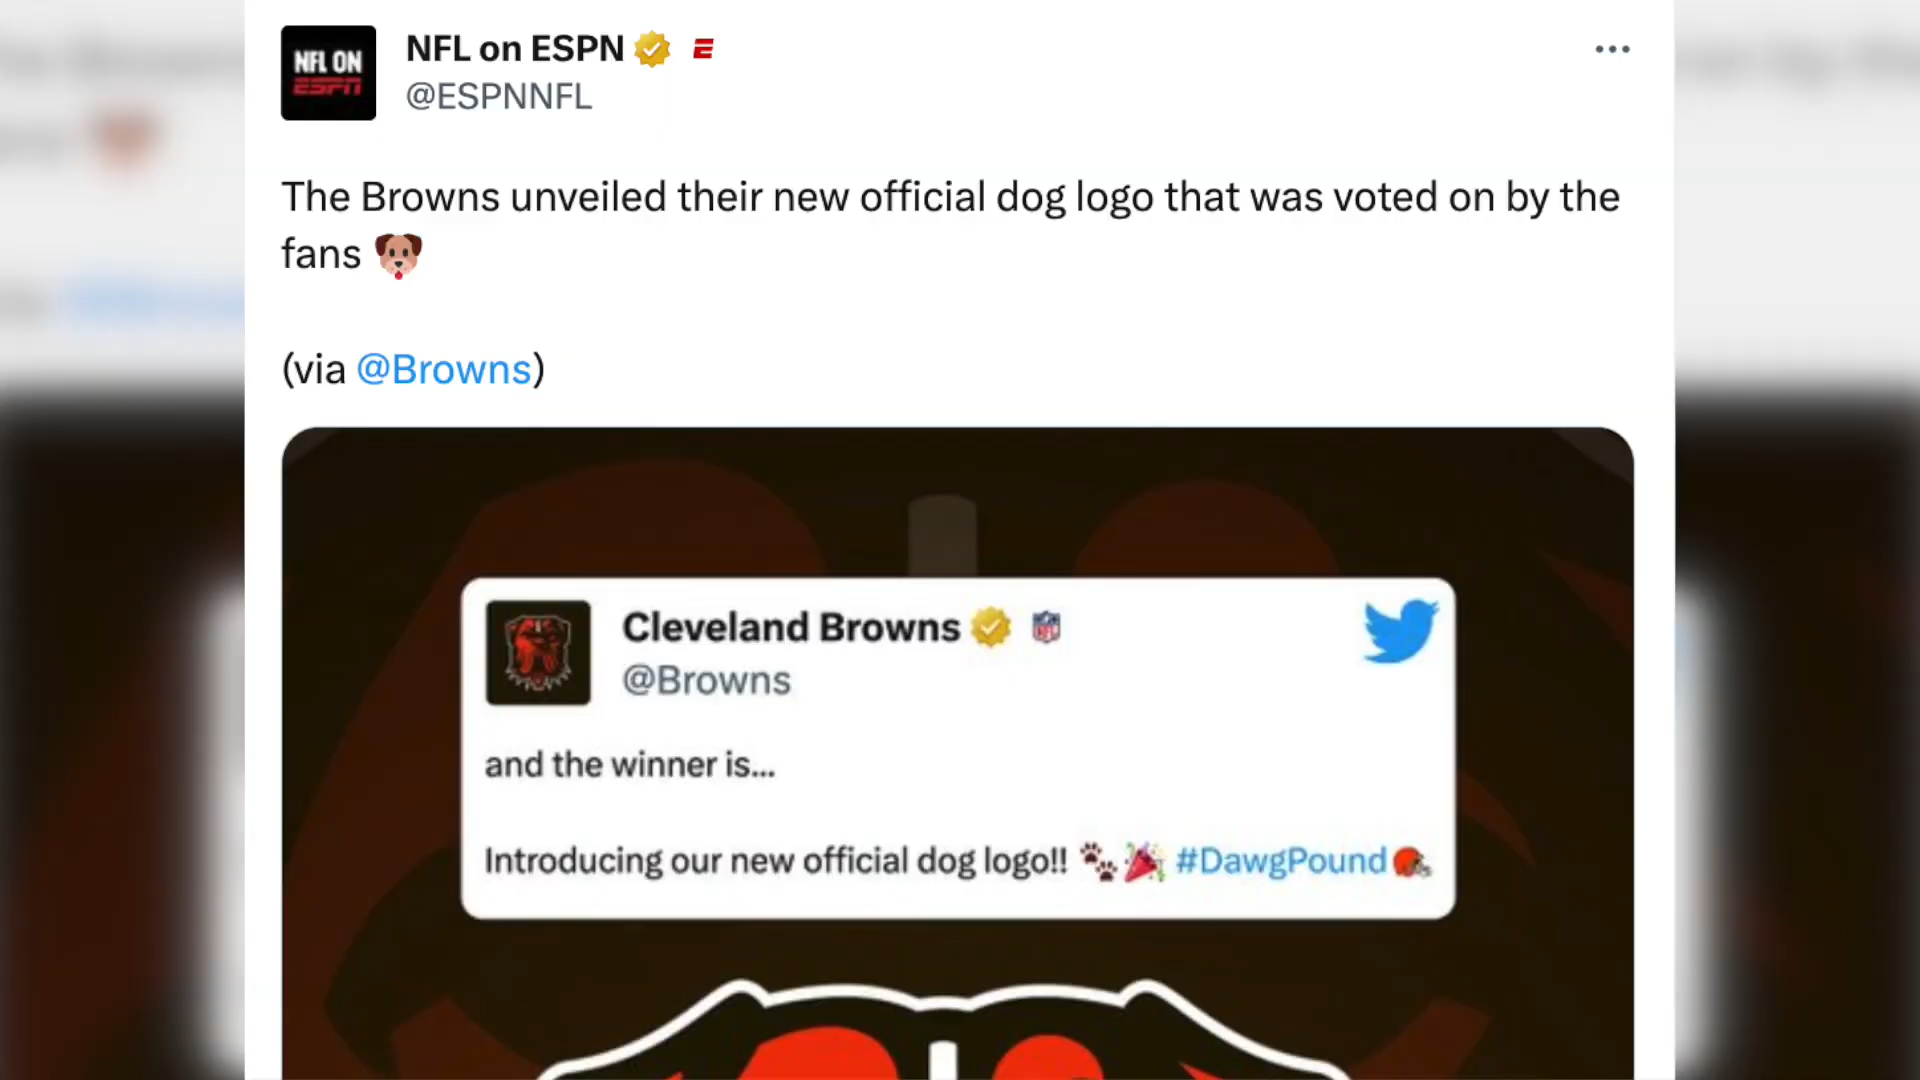 NFL ON
ESPN
NFL on ESPN
@ESPNNFL
The Browns unveiled their new official dog logo that was voted on by the
fans
(via @Browns)
Cleveland Browns
NFL
@Browns
and the winner is...
Introducing our new official dog logo!! #DawgPound